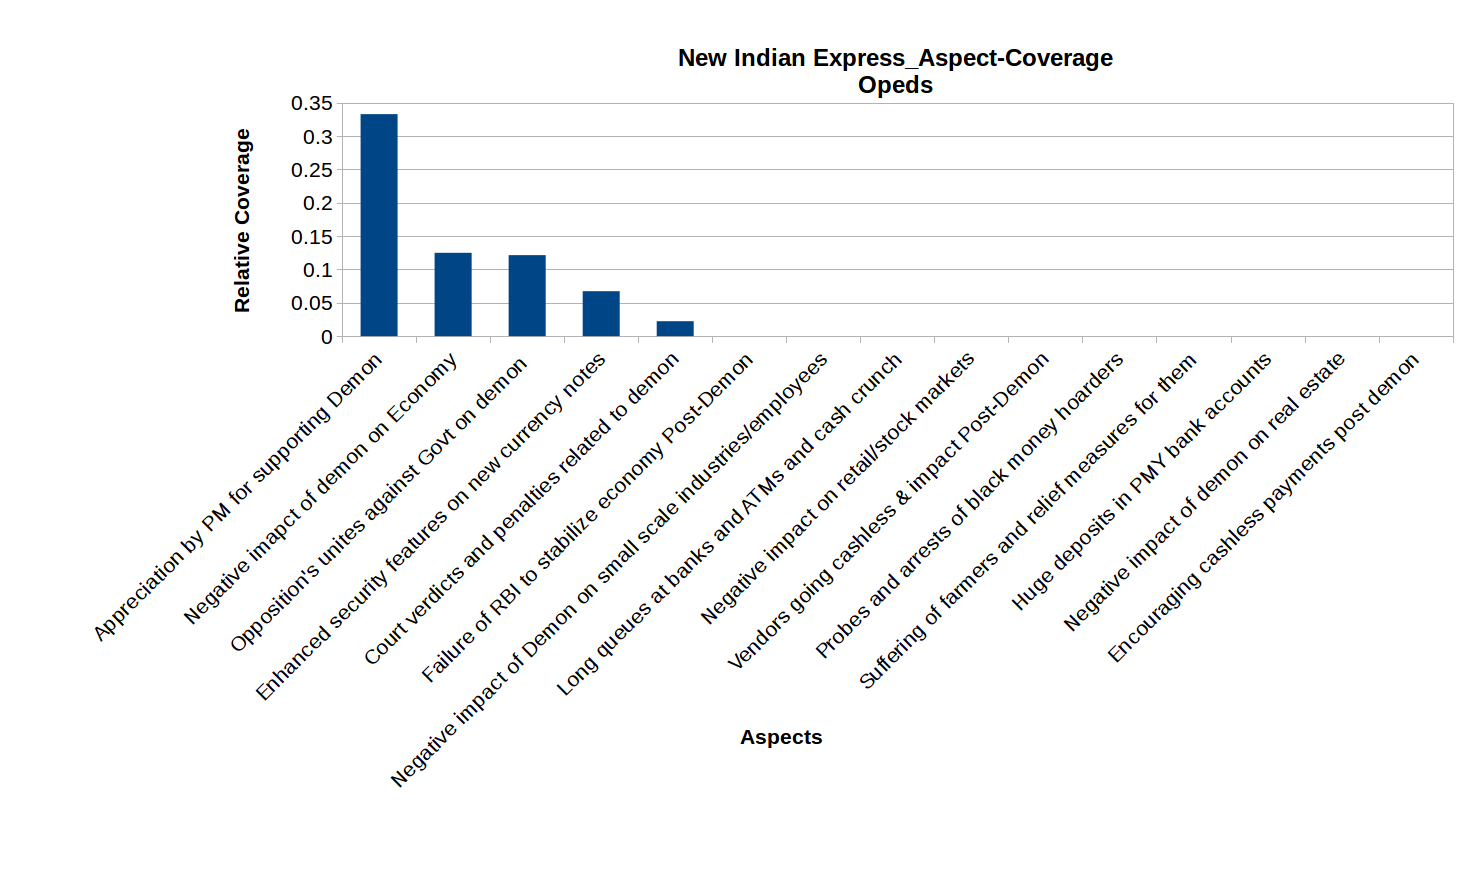 New Indian Express_Aspect-Coverage
Opeds
Relative Coverage
0.35
0.3
0.25
0.2
0.15
0.1
0.05
0
Appreciation by PM for supporting Demon
Negative imapct of demon on Economy
Opposition's unites against Govt on demon
Enhanced security features on new currency notes
Court verdicts and penalties related to demon
Failure of RBI to stabilize economy Post-Demon
Negative impact of Demon on small scale industries/employees
Long queues at banks and ATMs and cash crunch
Negative impact on retail/stock markets
Vendors going cashless & impact Post-Demon
Probes and arrests of black money hoarders
Suffering of farmers and relief measures for them
Huge deposits in PMY bank accounts
Negative impact of demon on real estate
Encouraging cashless payments post demon
Aspects